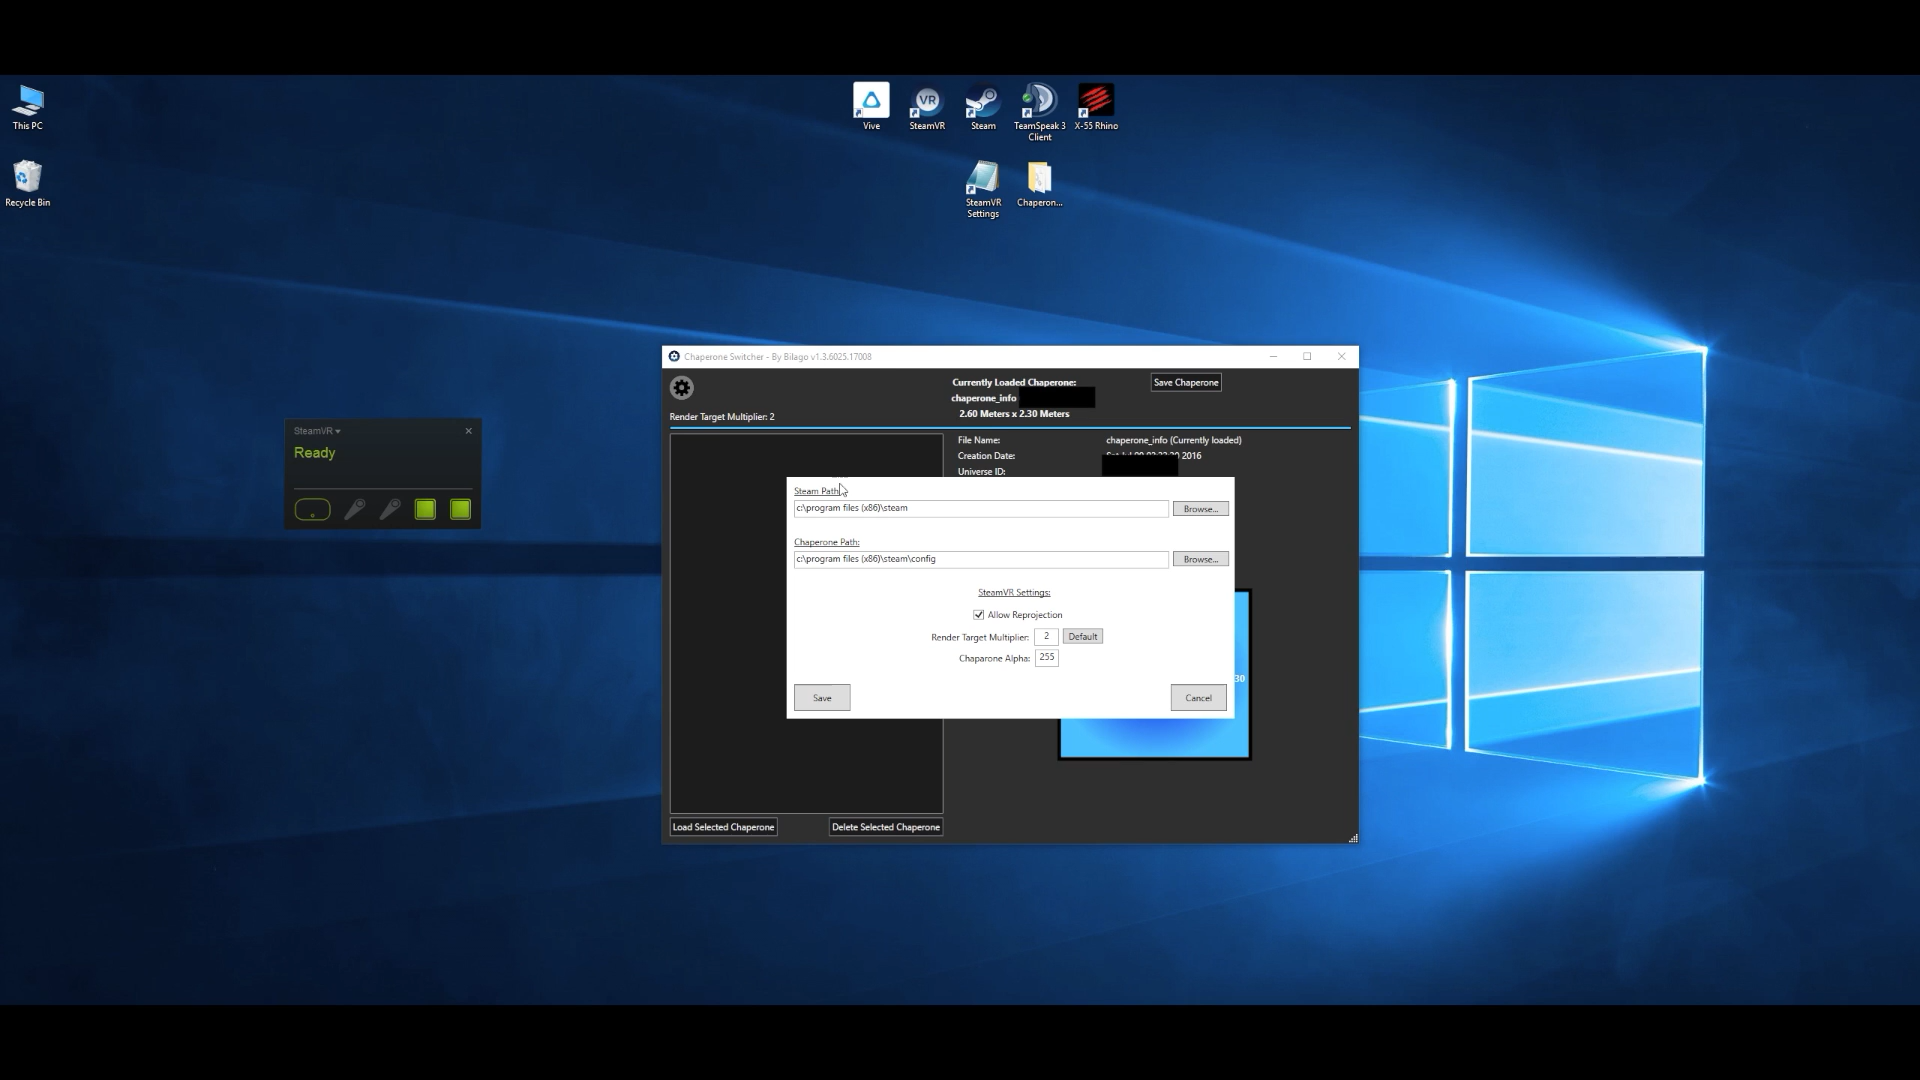 This PC
Recycle Bin
Vive
SteamVR
Steam
TeamSpeak 3
Client
X-55 Rhino
VR
SteamVR
Settings
Chaperon...
SteamVR
Ready
Chaperone Switcher - By Bilago v1.3.6025.17008
Render Target Multiplier: 2
Currently Loaded Chaperone:
chaperone_info
2.60 Meters x 2.30 Meters
Save Chaperone
File Name: chaperone_info (Currently loaded)
Creation Date: 2016
Universe ID:
Steam Path:
c:\program files (x86)\steam
Browse...
Chaperone Path:
c:\program files (x86)\steam\config
Browse...
SteamVR Settings:
Allow Reprojection
Render Target Multiplier: 2 Default
Chaparone Alpha: 255
Save
Cancel
30
Load Selected Chaperone
Delete Selected Chaperone